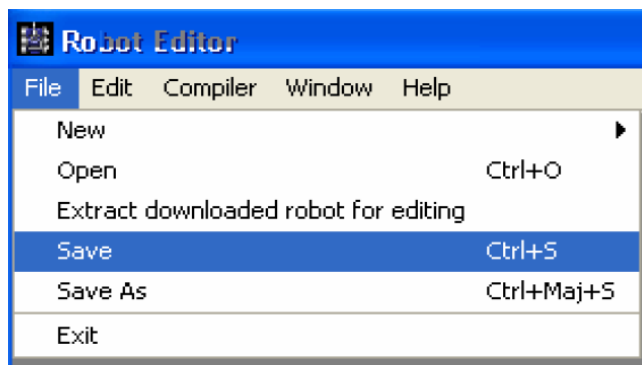 Robot Editor
File Edit Compiler Window Help
New
Open Ctrl+O
Extract downloaded robot for editing
Save Ctrl+S
Save As Ctrl+Maj+S
Exit